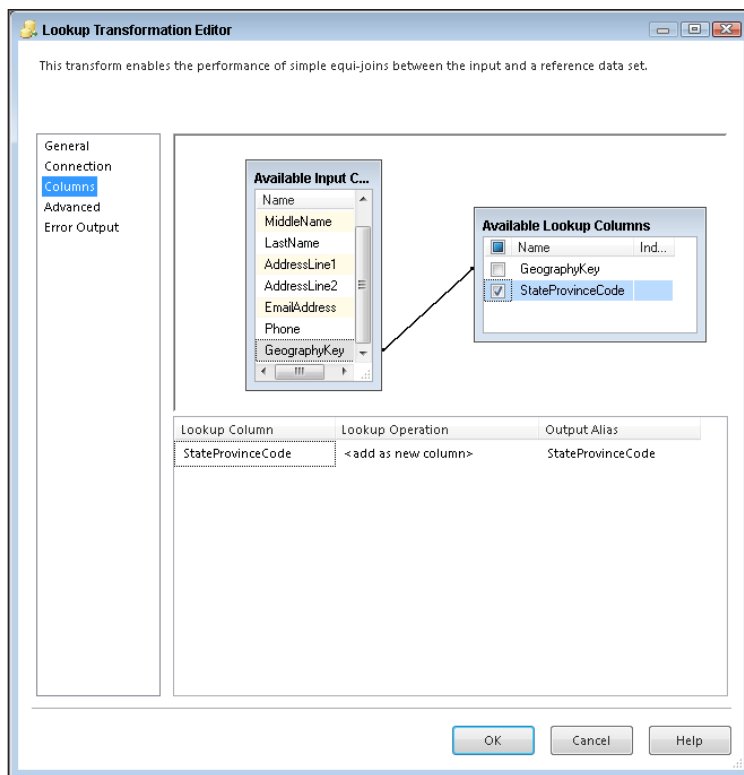 Lookup Transformation Editor
This transform enables the performance of simple equi-joins between the input and a reference data set.
General
Connection
Columns
Advanced
Error Output
Available Input C...
Name
MiddleName
LastName
AddressLine1
AddressLine2
EmailAddress
Phone
GeographyKey
Available Lookup Columns
Name Ind...
GeographyKey
StateProvinceCode
Lookup Column Lookup Operation Output Alias
StateProvinceCode <add as new column> StateProvinceCode
OK Cancel Help